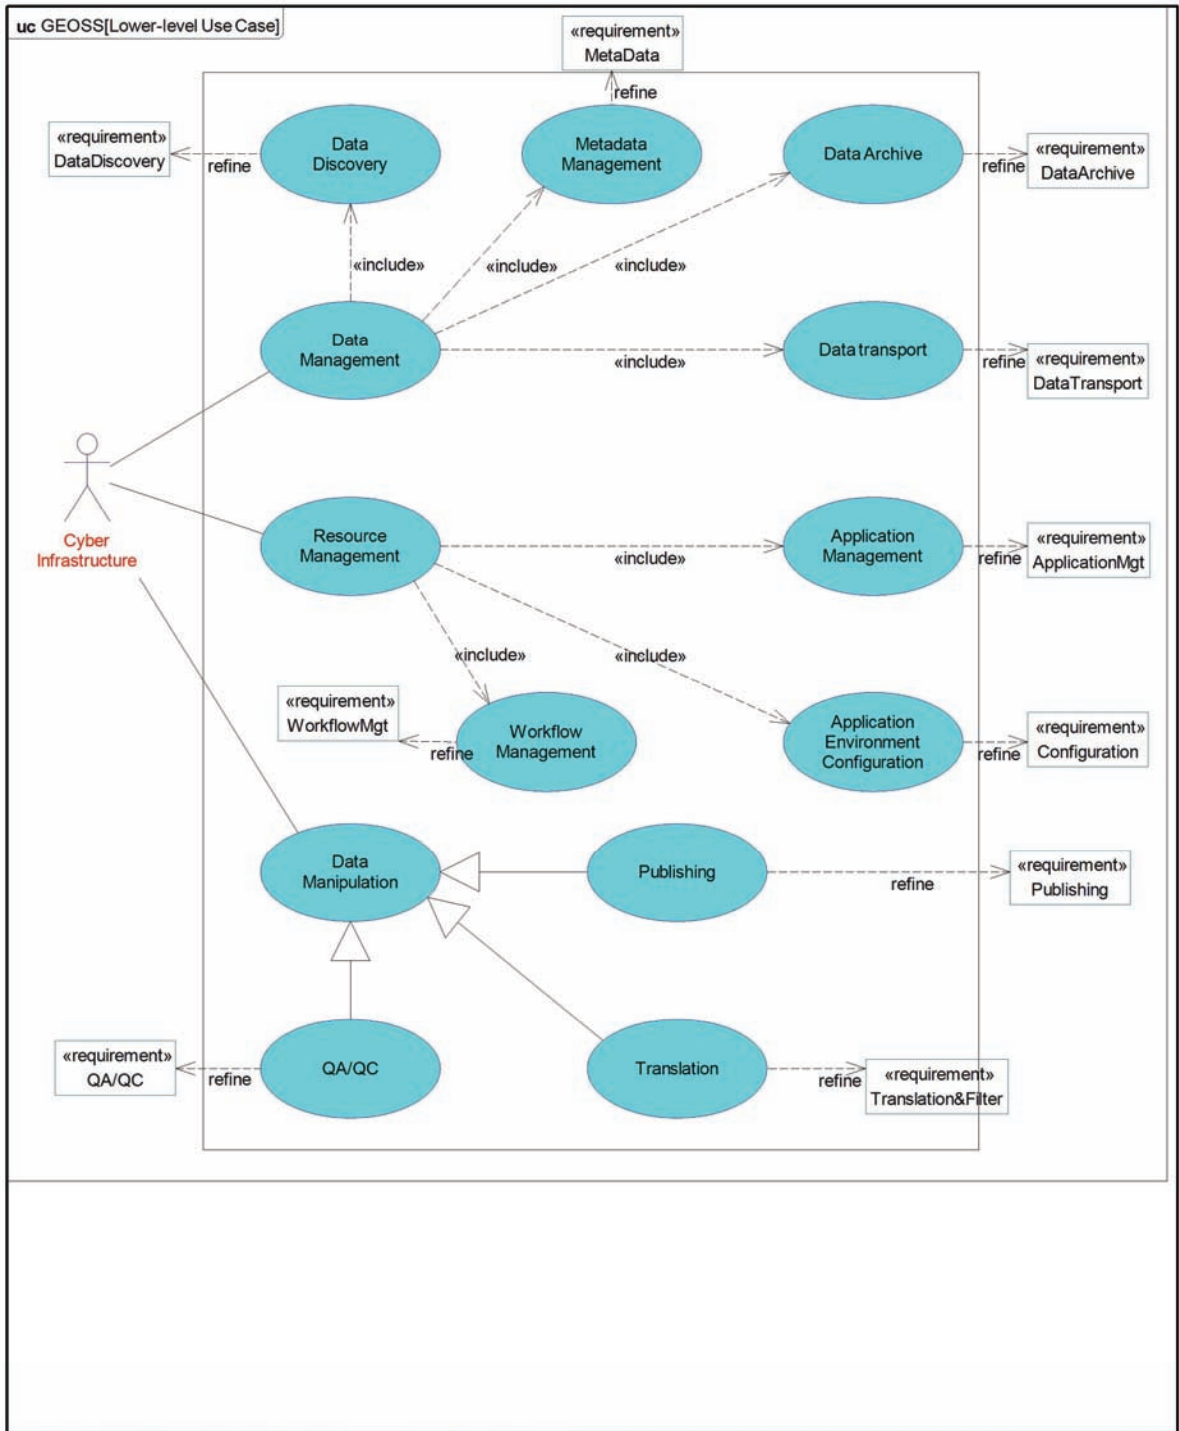 uc GEOSS[Lower-level Use Case]
«requirement»
MetaData
refine
«requirement»
DataDiscovery
refine
Data
Discovery
Metadada
Management
Data Archive
refine
«requirement»
DataArchive
«include»
«include»
«include»
Data
Management
«include»
Data transport
refine
«requirement»
DataTransport
Cyber
Infrastructure
Resource
Management
«include»
Application
Management
refine
«requirement»
ApplicationMgt
«include»
«include»
«requirement»
WorkflowMgt
refine
Workflow
Management
Application
Environment
Configuration
refine
«requirement»
Configuration
Data
Manipulation
Publishing
refine
«requirement»
Publishing
«requirement»
QA/QC
refine
QA/QC
Translation
refine
«requirement»
Translation&Filter